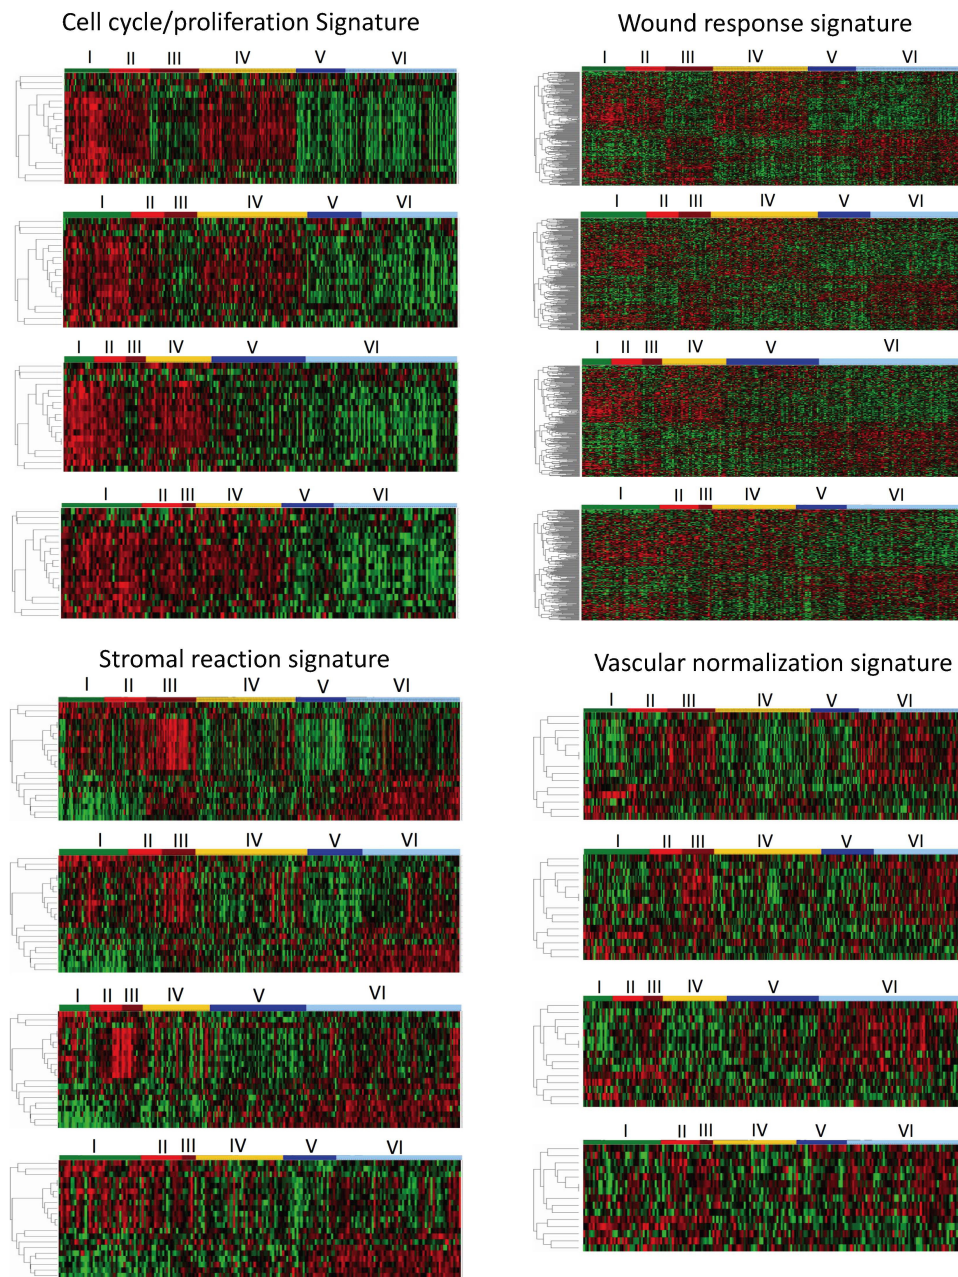 Cell cycle/proliferation Signature
I II III IV V VI
I II III IV V VI
I II III IV V VI
I II III IV V VI
Wound response signature
I II III IV V VI
I II III IV V VI
I II III IV V VI
I II III IV V VI
Stromal reaction signature
I II III IV V VI
I II III IV V VI
I II III IV V VI
I II III IV V VI
Vascular normalization signature
I II III IV V VI
I II III IV V VI
I II III IV V VI
I II III IV V VI